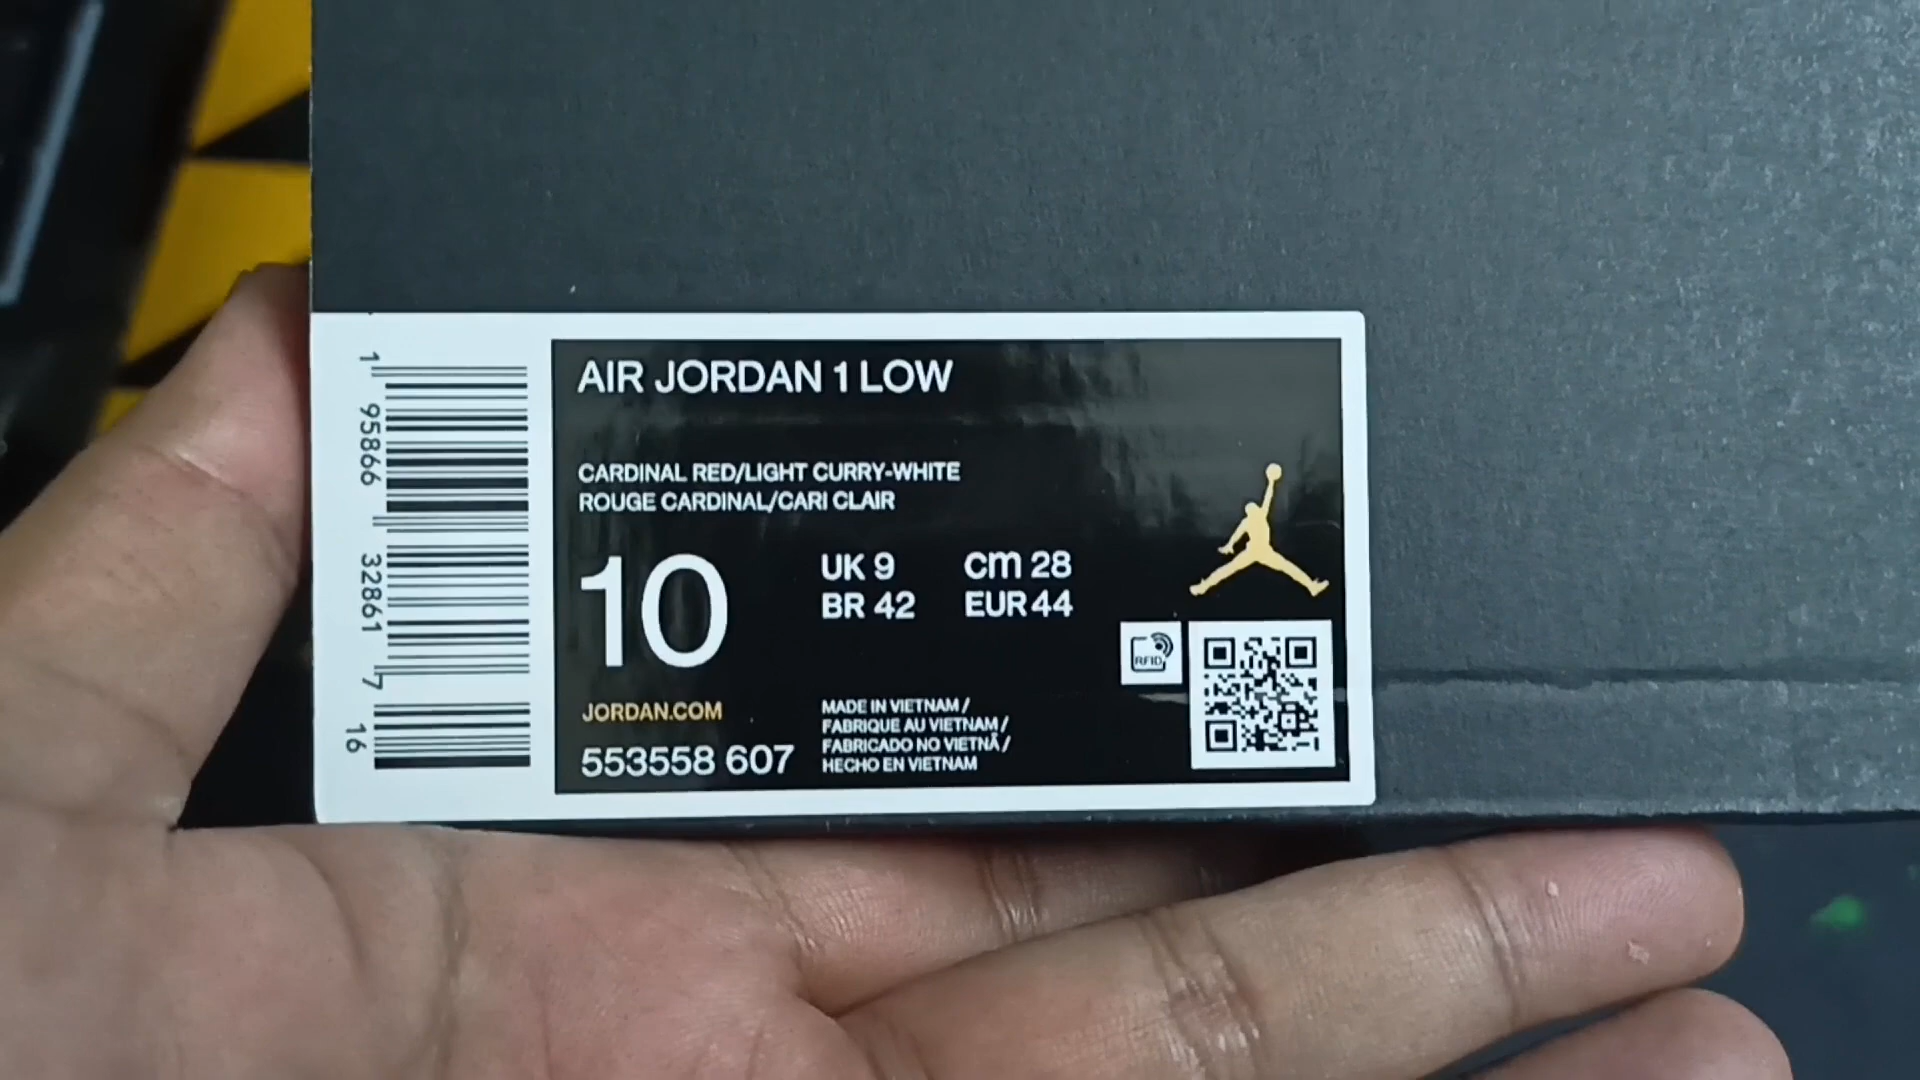 AIR JORDAN 1 LOW
CARDINAL RED/LIGHT CURRY-WHITE
ROUGE CARDINAL/CARI CLAIR
10
UK 9
BR 42
cm 28
EUR 44
RFID
JORDAN.COM
553558 607
MADE IN VIETNAM /
FABRIQUE AU VIETNAM /
FABRICADO NO VIETNÃ /
HECHO EN VIETNAM
1 95866 32861 7 16